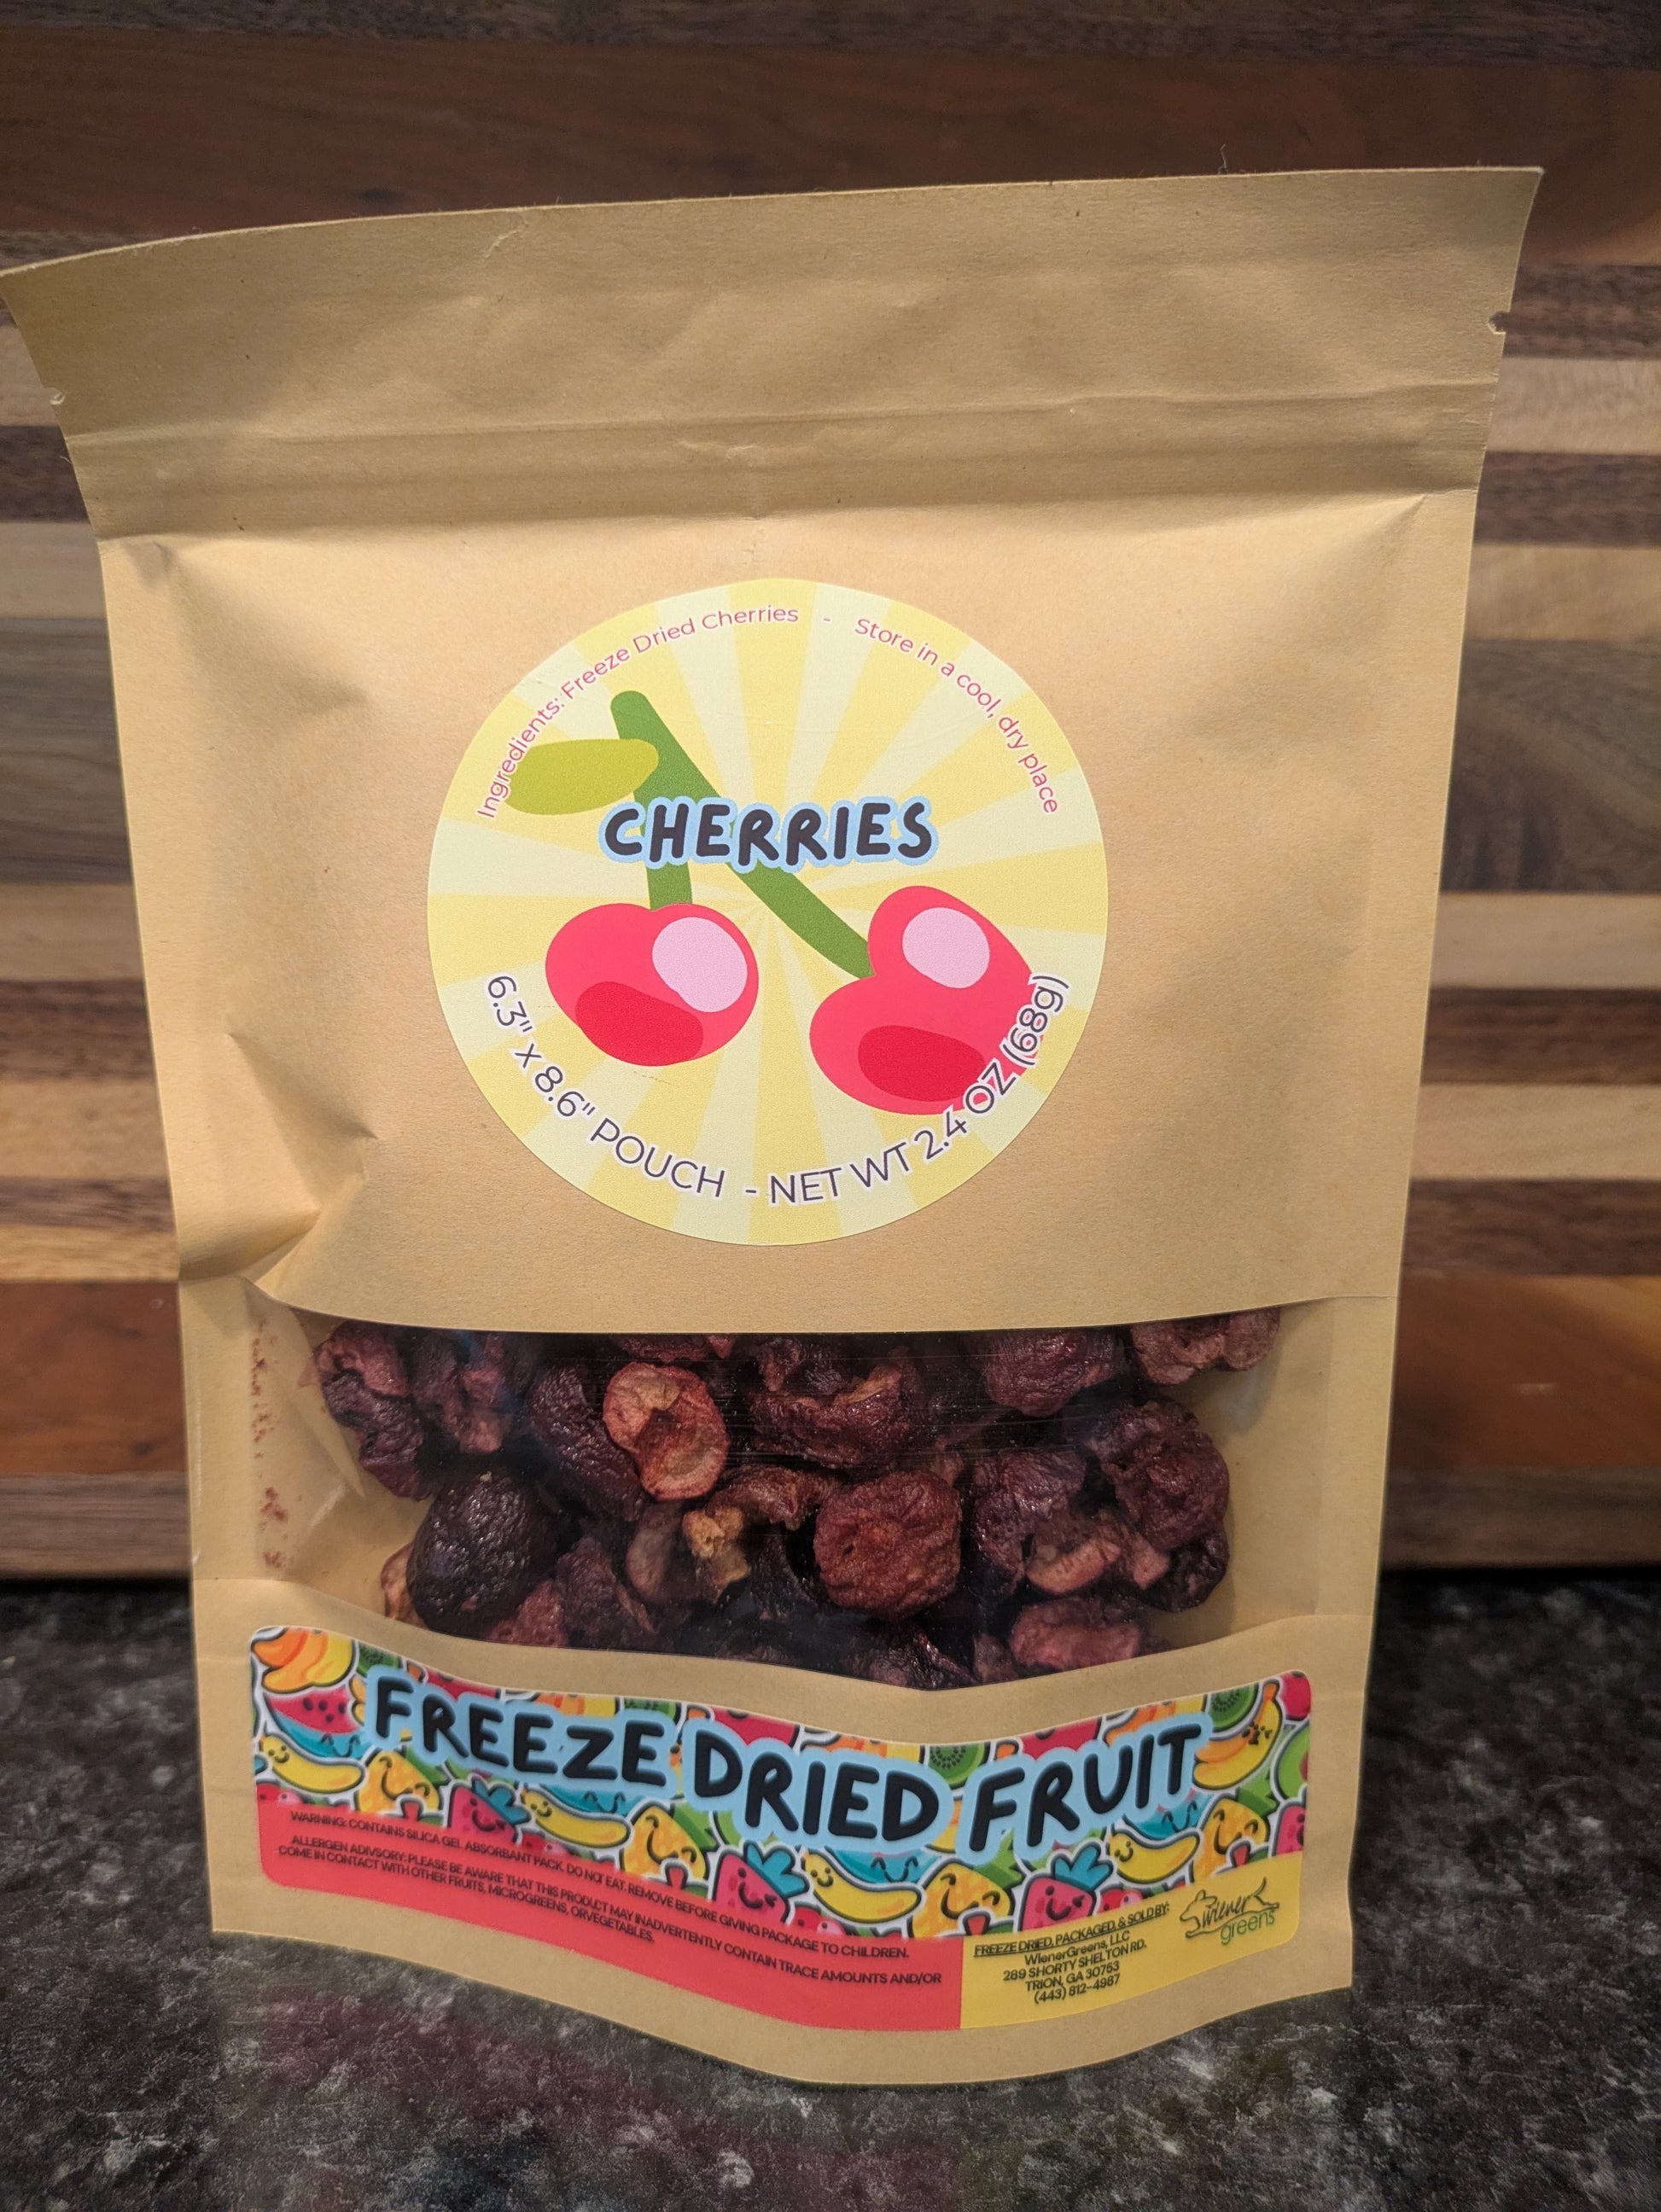 Ingredients: Freeze Dried Cherries - Store in a cool, dry place
CHERRIES
6.3" x 8.6" POUCH - NET WT 2.4 OZ (68g)
FREEZE DRIED FRUIT
WARNING: CONTAINS SILICA GEL ABSORBANT PACK. DO NOT EAT. REMOVE BEFORE GIVING PACKAGE TO CHILDREN.
ALLERGEN ADIVSORY: PLEASE BE AWARE THAT THIS PRODUCT MAY INADVERTENTLY CONTAIN TRACE AMOUNTS AND/OR
COME IN CONTACT WITH OTHER FRUITS, MICROGREENS, ORVEGETABLES.
FREEZE DRIED, PACKAGED, & SOLD BY:
WienerGreens, LLC
289 SHORTY SHELTON RD.
TRION, GA 30753
(443) 812-4987
wiener
greens